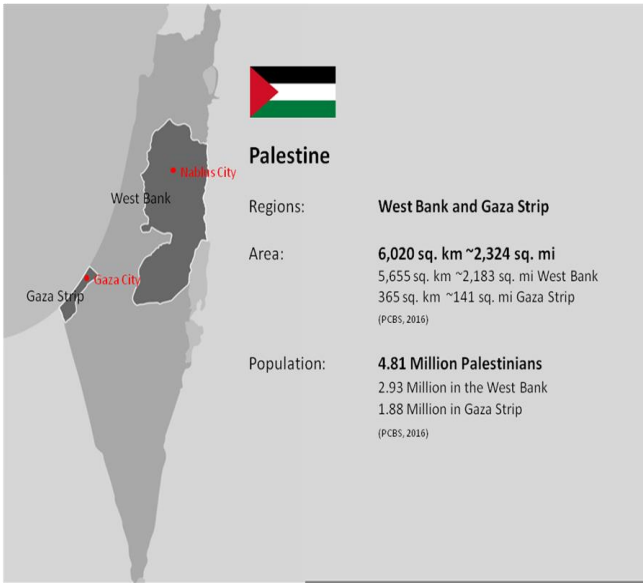 Palestine
Nablus City
West Bank
Regions: West Bank and Gaza Strip
Area: 6,020 sq. km ~2,324 sq. mi
5,655 sq. km ~2,183 sq. mi West Bank
Gaza City
365 sq. km ~141 sq. mi Gaza Strip
Gaza Strip
(PCBS, 2016)
Population: 4.81 Million Palestinians
2.93 Million in the West Bank
1.88 Million in Gaza Strip
(PCBS, 2016)